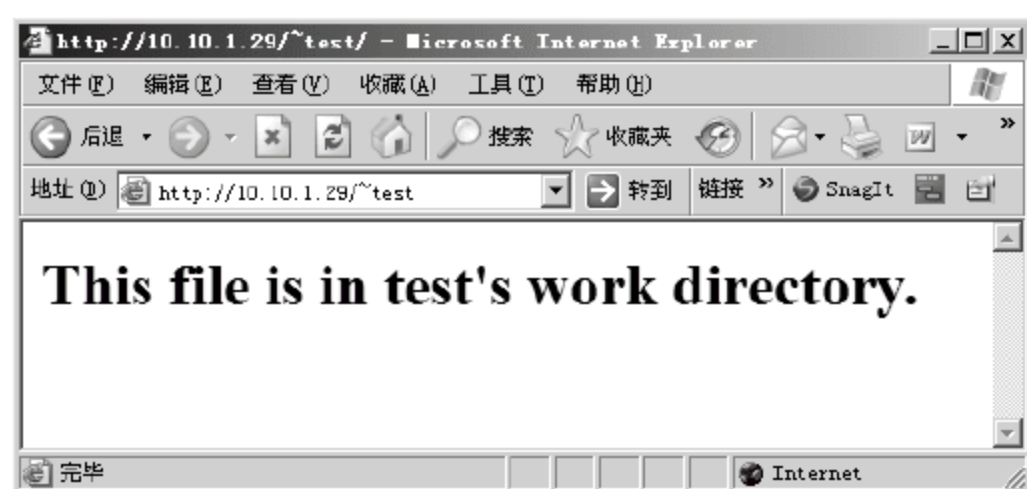 http://10.10.1.29/~test/ - Microsoft Internet Explorer
文件(F) 编辑(E) 查看(V) 收藏(A) 工具(T) 帮助(H)
后退 搜索 收藏夹 W »
地址(D) http://10.10.1.29/~test 转到 链接 » SnagIt
This file is in test's work directory.
完毕 Internet